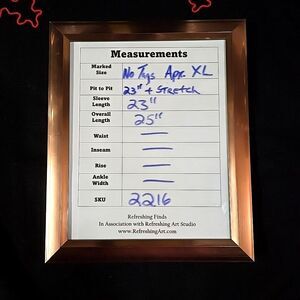 Measurements
Marked Size No Tags Apx. XL
Pit to Pit 23" + Stretch
Sleeve Length 23"
Overall Length 25"
Waist —
Inseam —
Rise —
Ankle Width —
SKU 2216
Refreshing Finds
In Association with Refreshing Art Studio
www.RefreshingArt.com